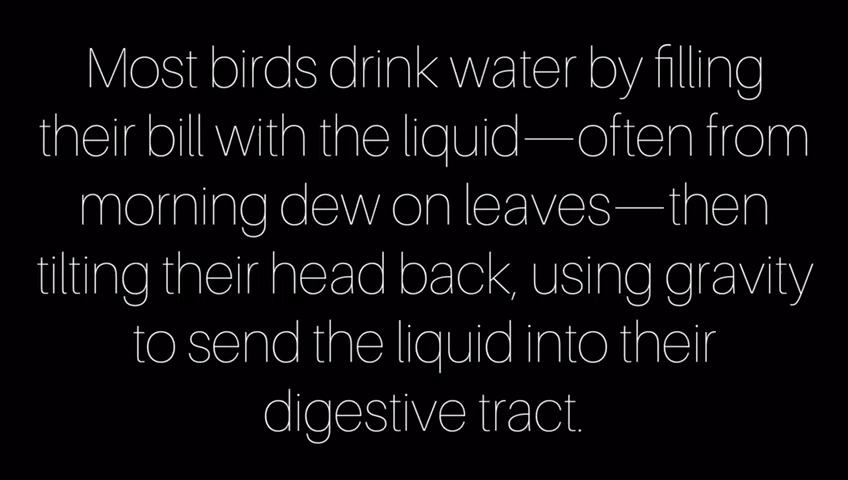 Most birds drink water by filling
their bill with the liquid—often from
morning dew on leaves—then
tilting their head back, using gravity
to send the liquid into their
digestive tract.